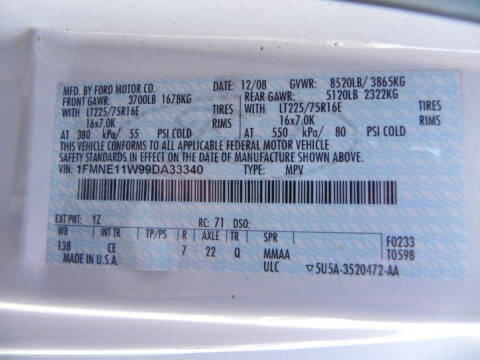 MFD. BY FORD MOTOR CO. 12/08 GVWR: 8520LB/ 3865KG
FRONT GAWR: 3700LB 1678KG REAR GAWR: 5120LB 2322KG
WITH LT225/75R16E TIRES WITH LT225/75R16E TIRES
16x7.0K RIMS 16x7.0K RIMS
AT 380 kPa/ 55 PSI COLD AT 550 kPa/ 80 PSI COLD
THIS VEHICLE CONFORMS TO ALL APPLICABLE FEDERAL MOTOR VEHICLE
SAFETY STANDARDS IN EFFECT ON THE DATE OF MANUFACTURE SHOWN ABOVE.
VIN: 1FMNE11W99DA33340 TYPE: MPV
EXT PNT: YZ RC: 71 DSO:
WB INT TR TP/PS R AXLE TR SPR F0233
138 CE 7 22 Q MMAA T0598
MADE IN U.S.A. ULC ▽5U5A-3520472-AA